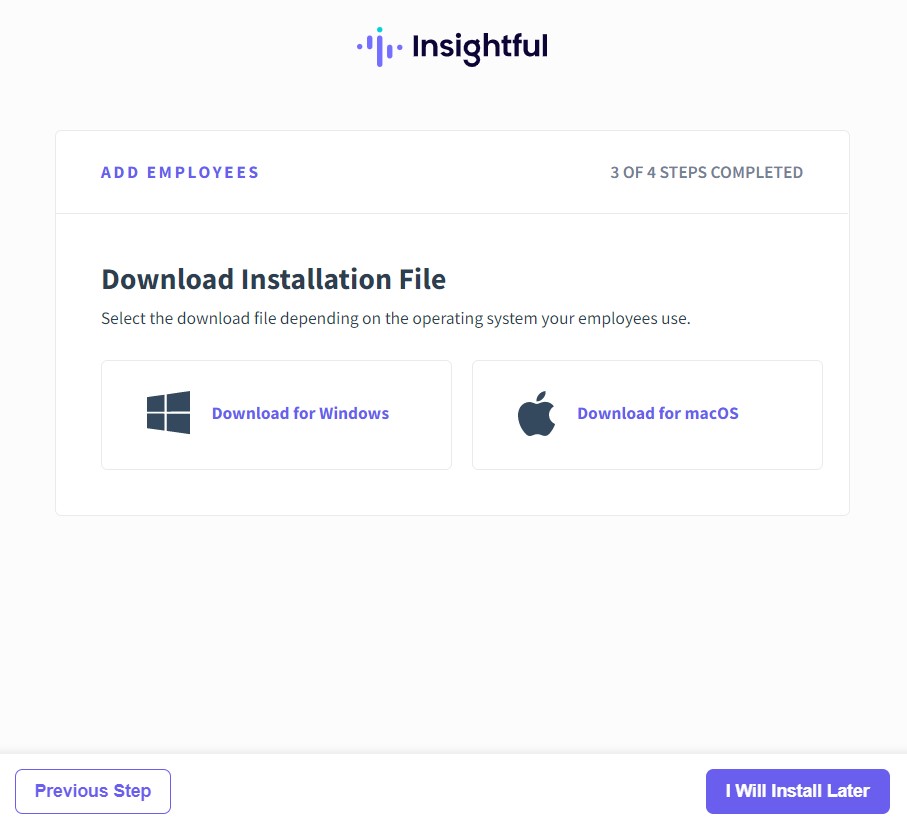 Insightful
ADD EMPLOYEES
3 OF 4 STEPS COMPLETED
Download Installation File
Select the download file depending on the operating system your employees use.
Download for Windows
Download for macOS
Previous Step
I Will Install Later